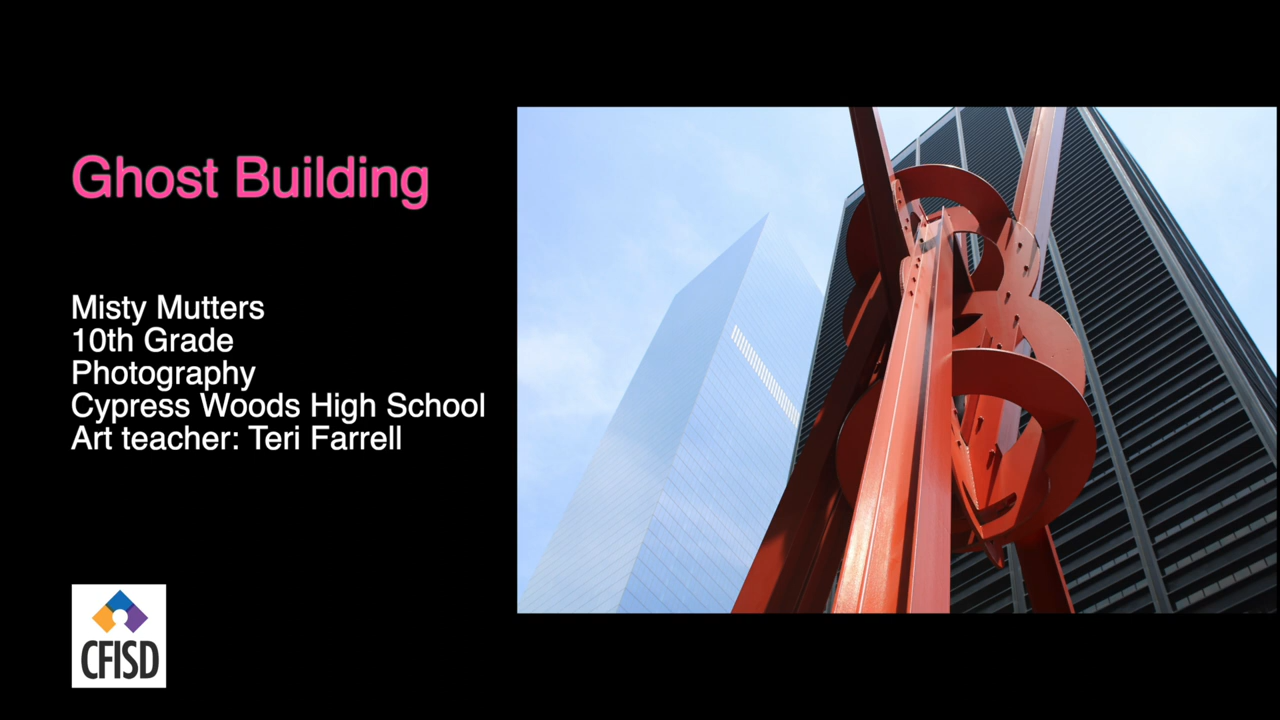 Ghost Building
Misty Mutters
10th Grade
Photography
Cypress Woods High School
Art teacher: Teri Farrell
CFISD